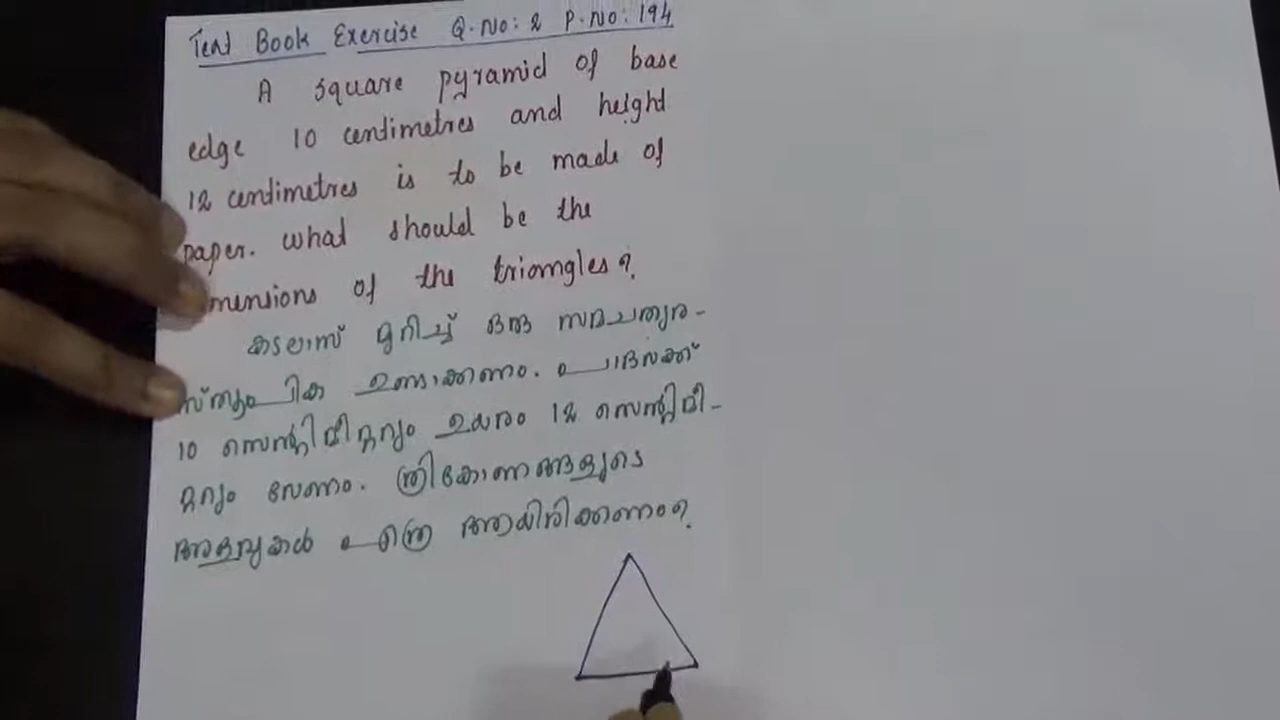 Text Book Exercise Q.No: 2 P.No: 194
A square pyramid of base
edge 10 centimetres and height
12 centimetres is to be made of
paper. what should be the
mensions of the triangles?
കടലാസ് മുറിച്ച് ഒരു സമചതുര-
സ്തൂപിക ഉണ്ടാക്കണം. പാദവക്ക്
10 സെന്റിമീറ്ററും ഉയരം 12 സെന്റിമീ-
റ്ററും വേണം. ത്രികോണങ്ങളുടെ
അളവുകൾ എത്ര ആയിരിക്കണം?